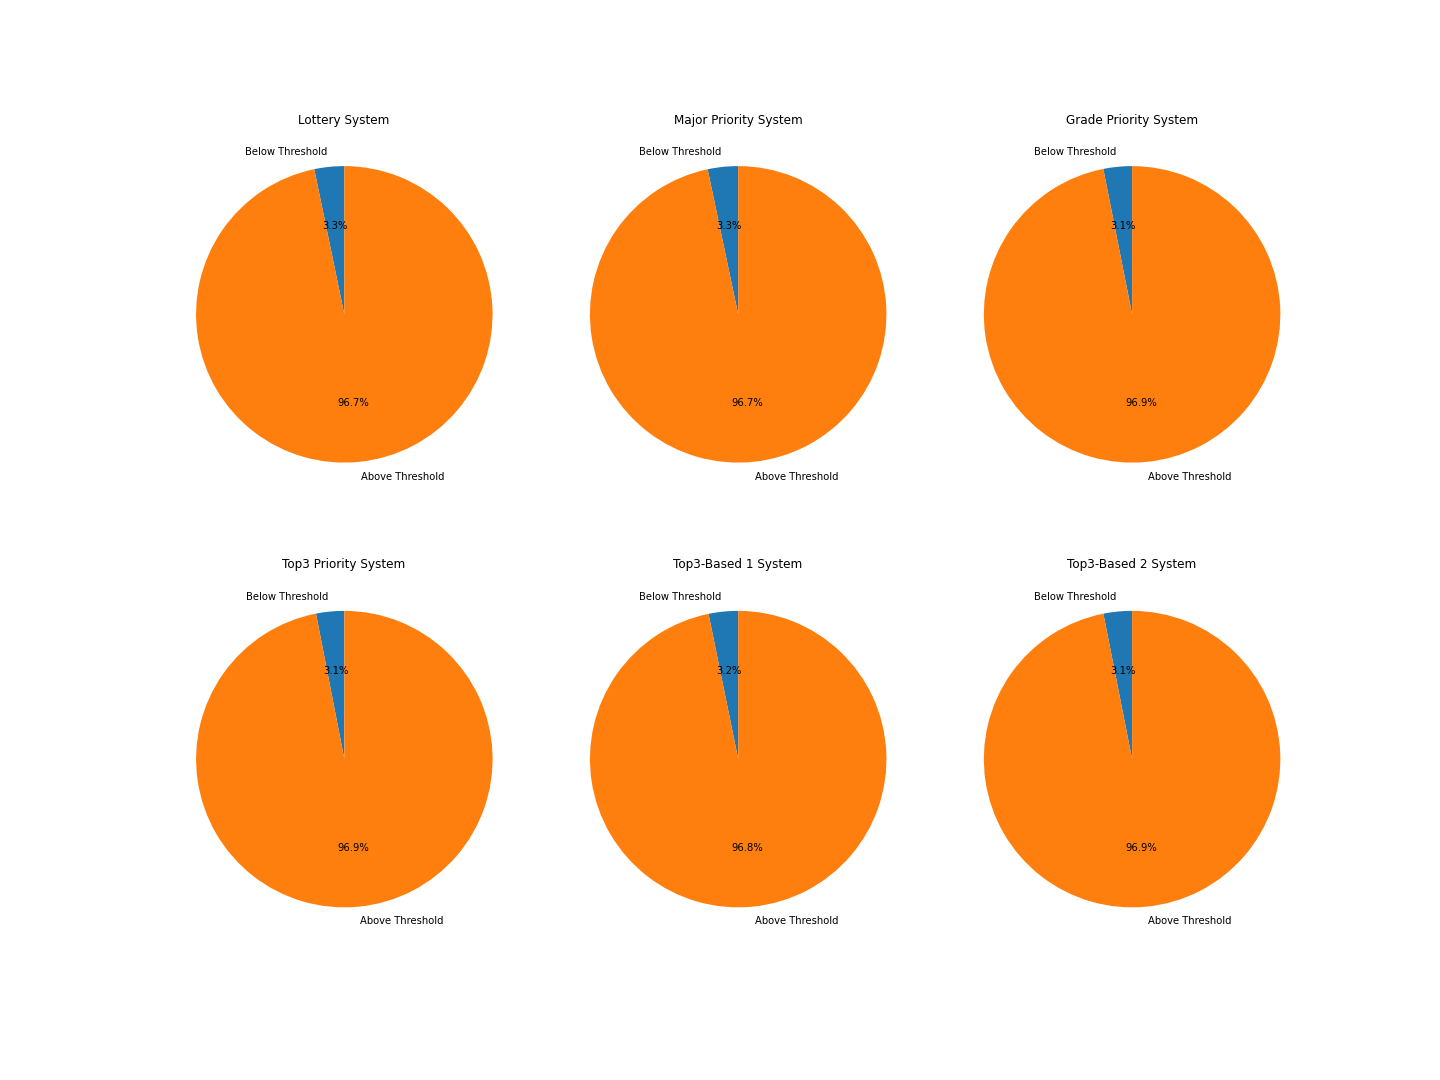 Lottery System
Below Threshold
3.3%
96.7%
Above Threshold
Major Priority System
Below Threshold
3.3%
96.7%
Above Threshold
Grade Priority System
Below Threshold
3.1%
96.9%
Above Threshold
Top3 Priority System
Below Threshold
3.1%
96.9%
Above Threshold
Top3-Based 1 System
Below Threshold
3.2%
96.8%
Above Threshold
Top3-Based 2 System
Below Threshold
3.1%
96.9%
Above Threshold